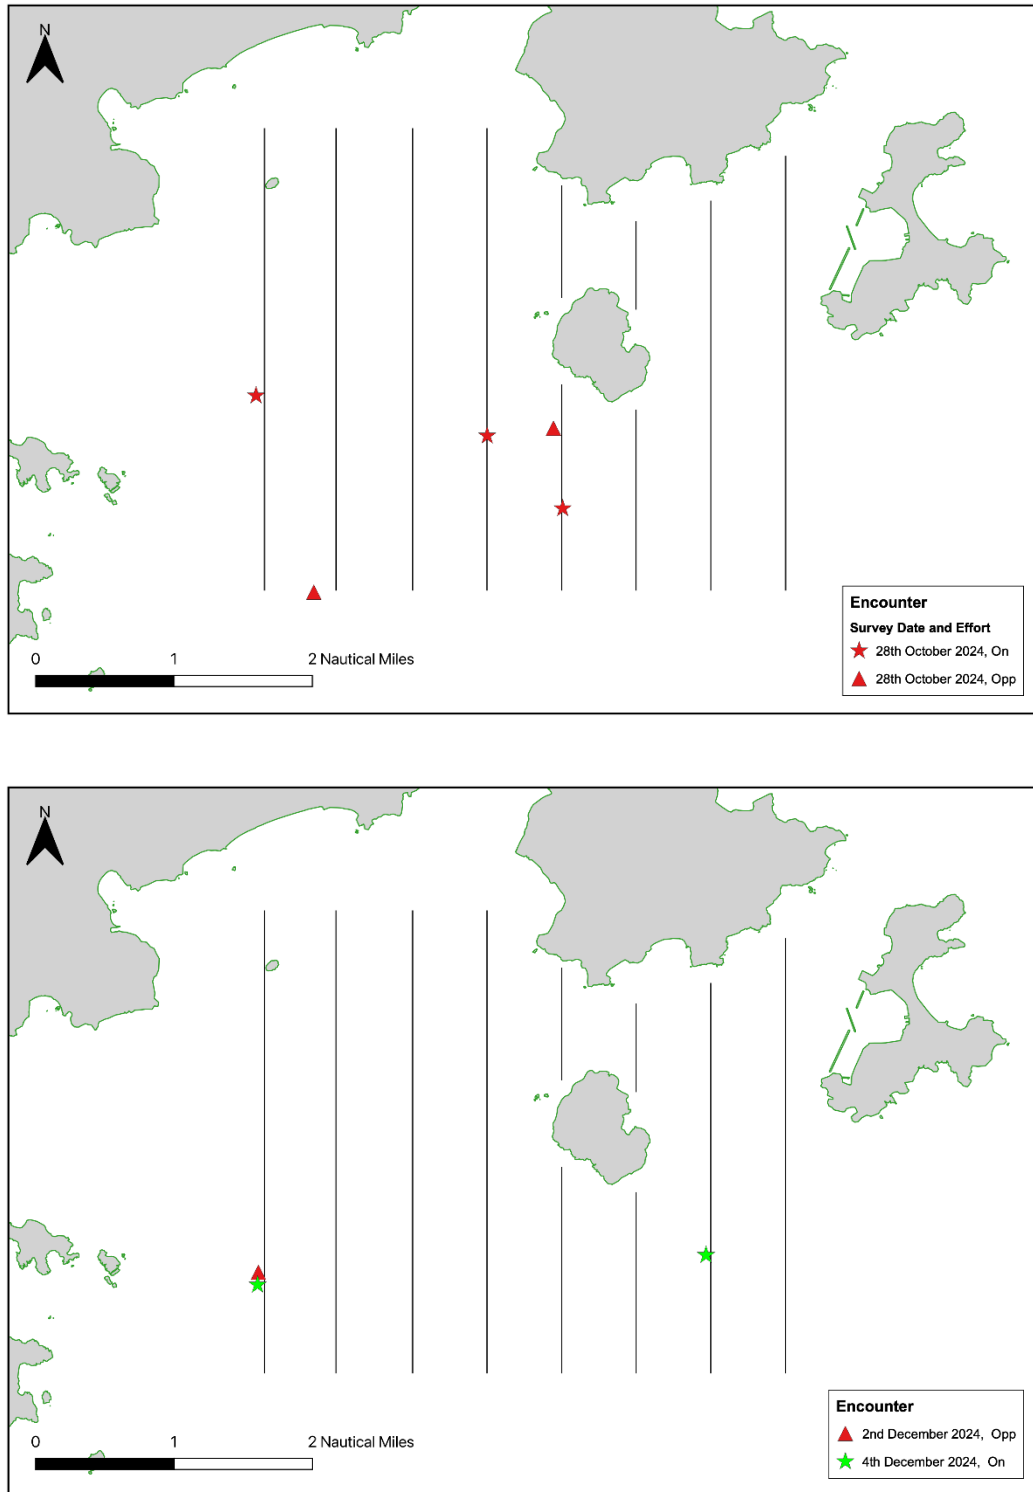 N
0 1 2 Nautical Miles
Encounter
Survey Date and Effort
28th October 2024, On
28th October 2024, Opp
N
0 1 2 Nautical Miles
Encounter
2nd December 2024, Opp
4th December 2024, On